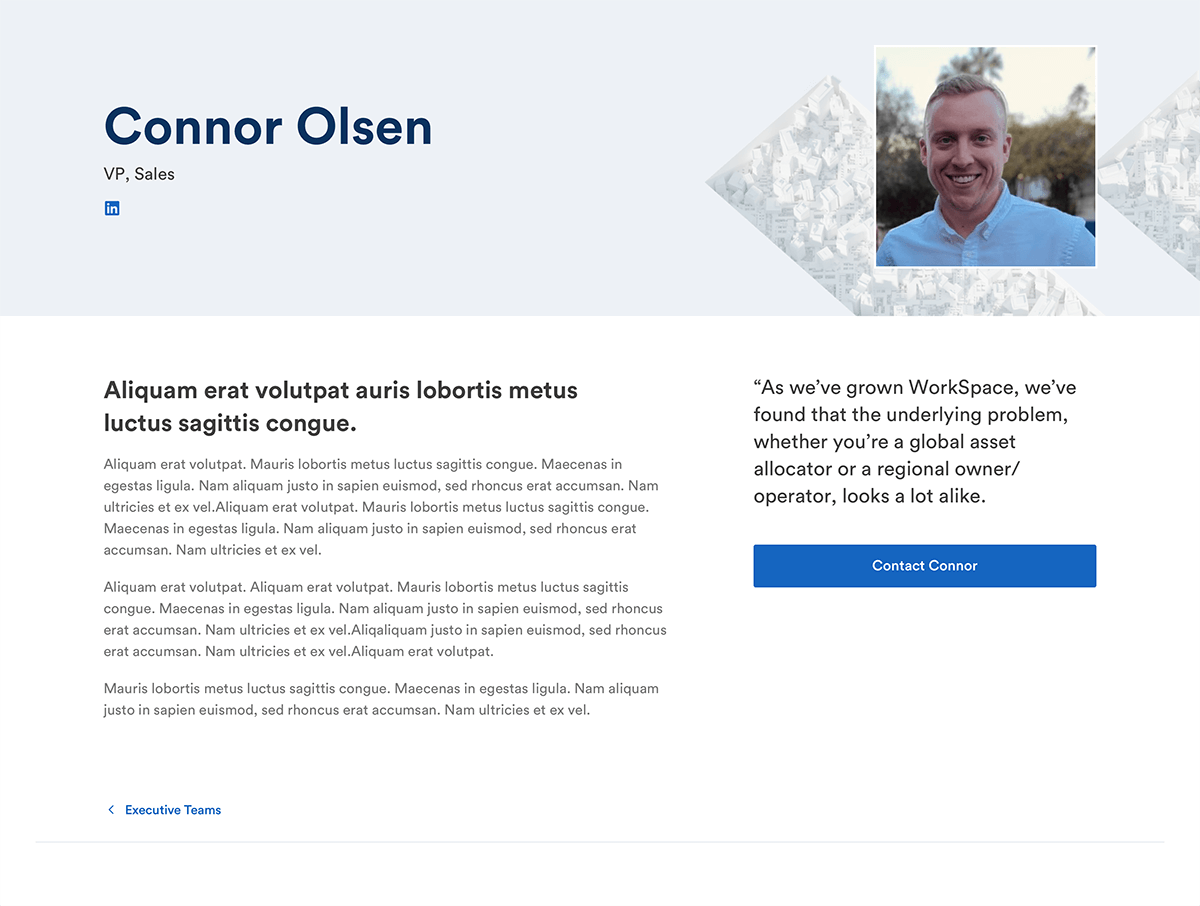 Connor Olsen
VP, Sales
in
Aliquam erat volutpat auris lobortis metus
luctus sagittis congue.
Aliquam erat volutpat. Mauris lobortis metus luctus sagittis congue. Maecenas in
egestas ligula. Nam aliquam justo in sapien euismod, sed rhoncus erat accumsan. Nam
ultricies et ex vel.Aliquam erat volutpat. Mauris lobortis metus luctus sagittis congue.
Maecenas in egestas ligula. Nam aliquam justo in sapien euismod, sed rhoncus erat
accumsan. Nam ultricies et ex vel.
Aliquam erat volutpat. Aliquam erat volutpat. Mauris lobortis metus luctus sagittis
congue. Maecenas in egestas ligula. Nam aliquam justo in sapien euismod, sed rhoncus
erat accumsan. Nam ultricies et ex vel.Aliqaliquam justo in sapien euismod, sed rhoncus
erat accumsan. Nam ultricies et ex vel.Aliquam erat volutpat.
Mauris lobortis metus luctus sagittis congue. Maecenas in egestas ligula. Nam aliquam
justo in sapien euismod, sed rhoncus erat accumsan. Nam ultricies et ex vel.
“As we’ve grown WorkSpace, we’ve
found that the underlying problem,
whether you’re a global asset
allocator or a regional owner/
operator, looks a lot alike.
Contact Connor
Executive Teams